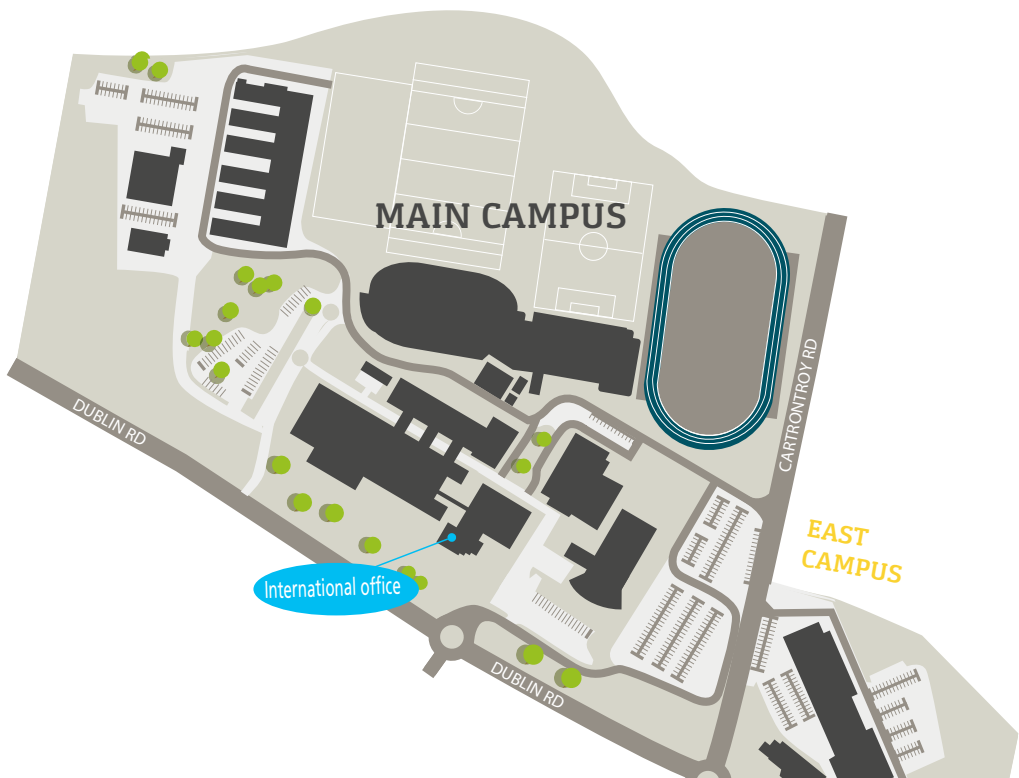 MAIN CAMPUS
CARTRONTROY RD
DUBLIN RD
EAST
CAMPUS
International office
DUBLIN RD